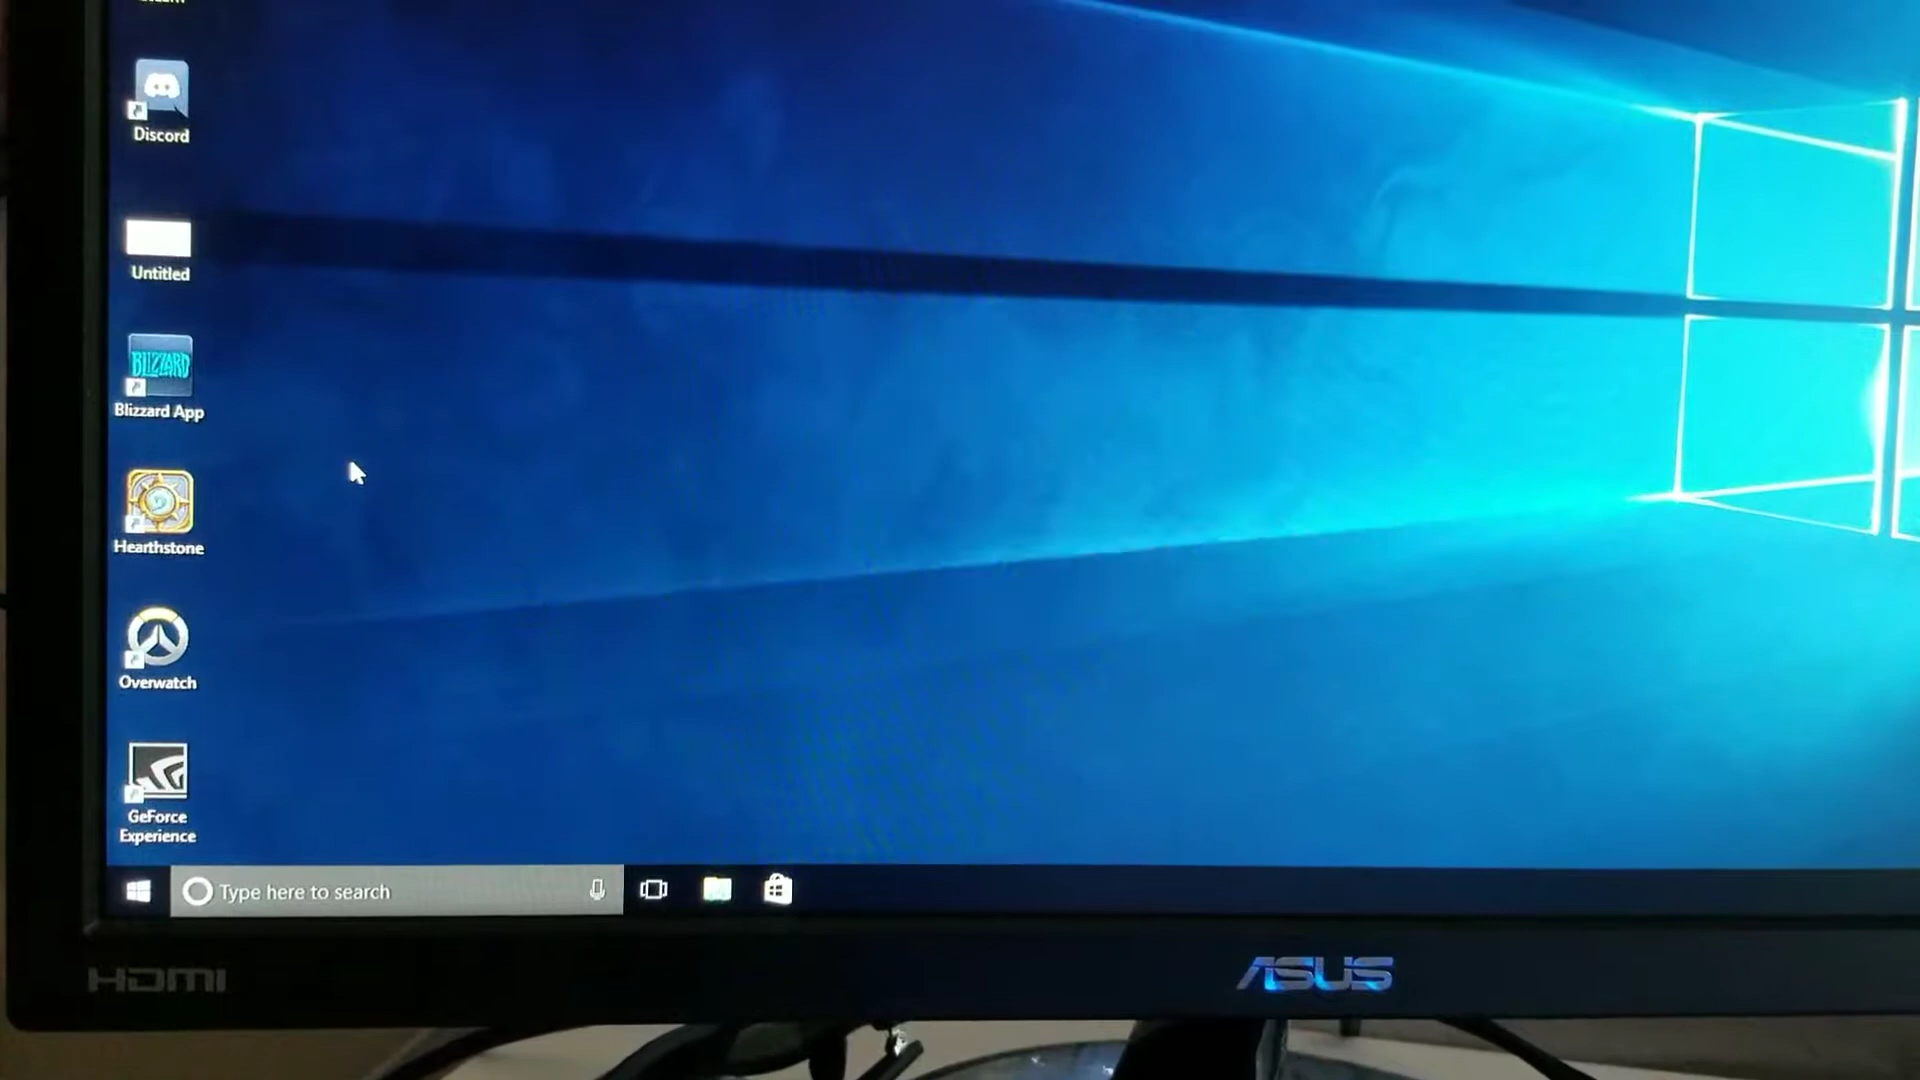 Discord
Untitled
BLIZZARD
Blizzard App
Hearthstone
Overwatch
GeForce
Experience
Type here to search
HDMI
ASUS